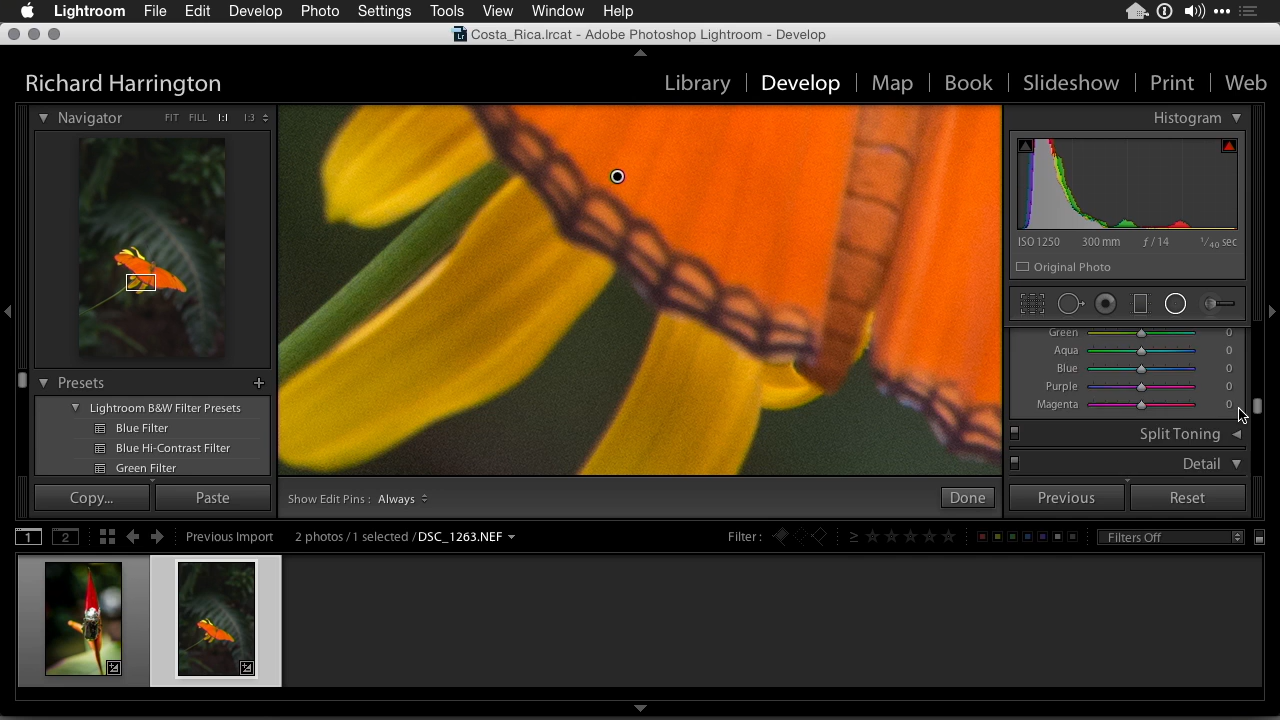 Lightroom File Edit Develop Photo Settings Tools View Window Help
Lr Costa_Rica.lrcat - Adobe Photoshop Lightroom - Develop
Richard Harrington
Library | Develop | Map | Book | Slideshow | Print | Web
Navigator FIT FILL 1:1 1:3
Presets +
Lightroom B&W Filter Presets
Blue Filter
Blue Hi-Contrast Filter
Green Filter
Copy... Paste
Show Edit Pins : Always
Done
Histogram
ISO 1250 300 mm ƒ / 14 1/40 sec
Original Photo
Green 0
Aqua 0
Blue 0
Purple 0
Magenta 0
Split Toning
Detail
Previous Reset
1 2 Previous Import 2 photos / 1 selected / DSC_1263.NEF Filter : ≥ Filters Off